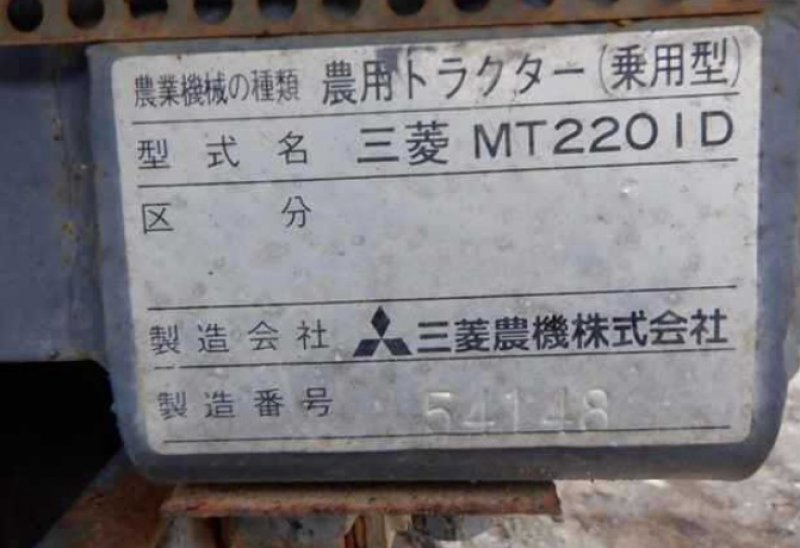 農業機械の種類 農用トラクター(乗用型)
型式名 三菱 MT2201D
区分
製造会社 三菱農機株式会社
製造番号 54148